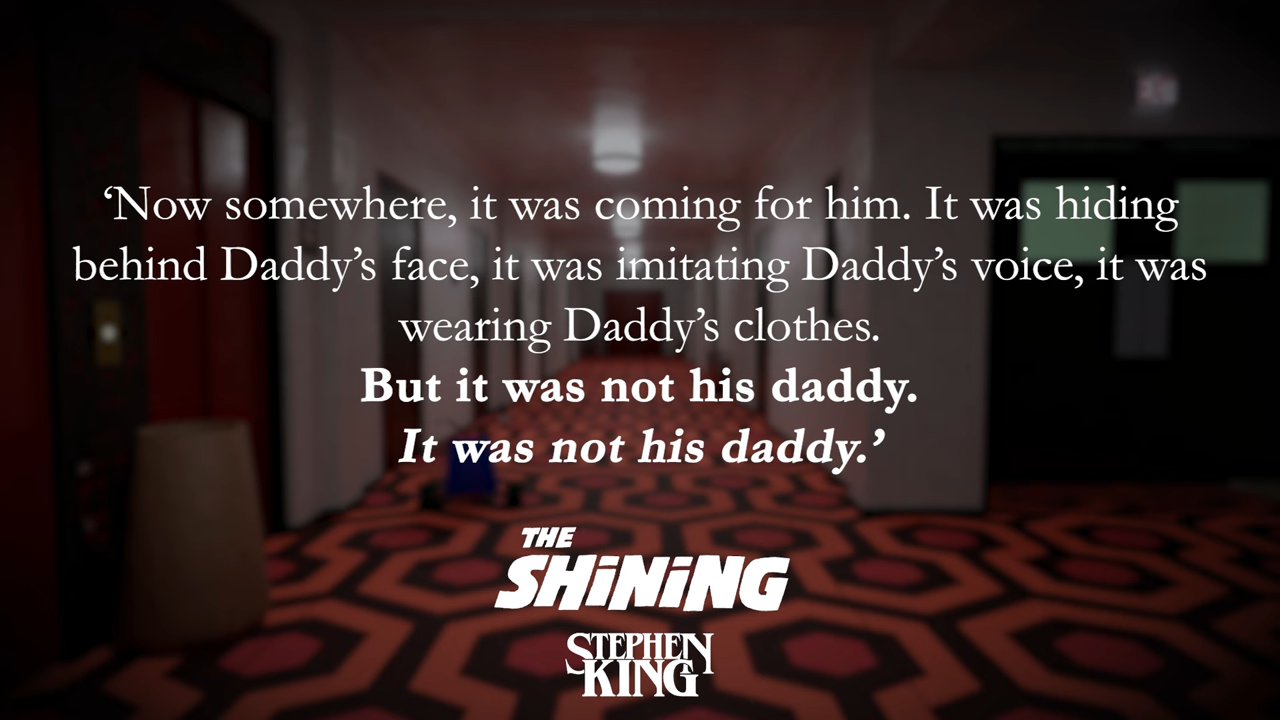 ‘Now somewhere, it was coming for him. It was hiding
behind Daddy’s face, it was imitating Daddy’s voice, it was
wearing Daddy’s clothes.
But it was not his daddy.
It was not his daddy.’
THE
SHiNiNG
STEPHEN
KING